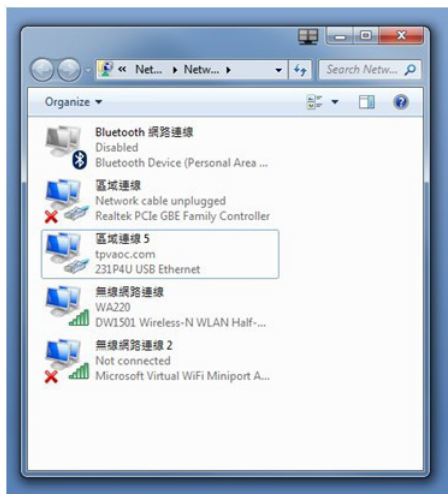 « Net... ▸ Netw... ▸
Search Netw...
Organize ▾
Bluetooth 網路連線
Disabled
Bluetooth Device (Personal Area ...
區域連線
Network cable unplugged
Realtek PCIe GBE Family Controller
區域連線 5
tpvaoc.com
231P4U USB Ethernet
無線網路連線
WA220
DW1501 Wireless-N WLAN Half-...
無線網路連線 2
Not connected
Microsoft Virtual WiFi Miniport A...